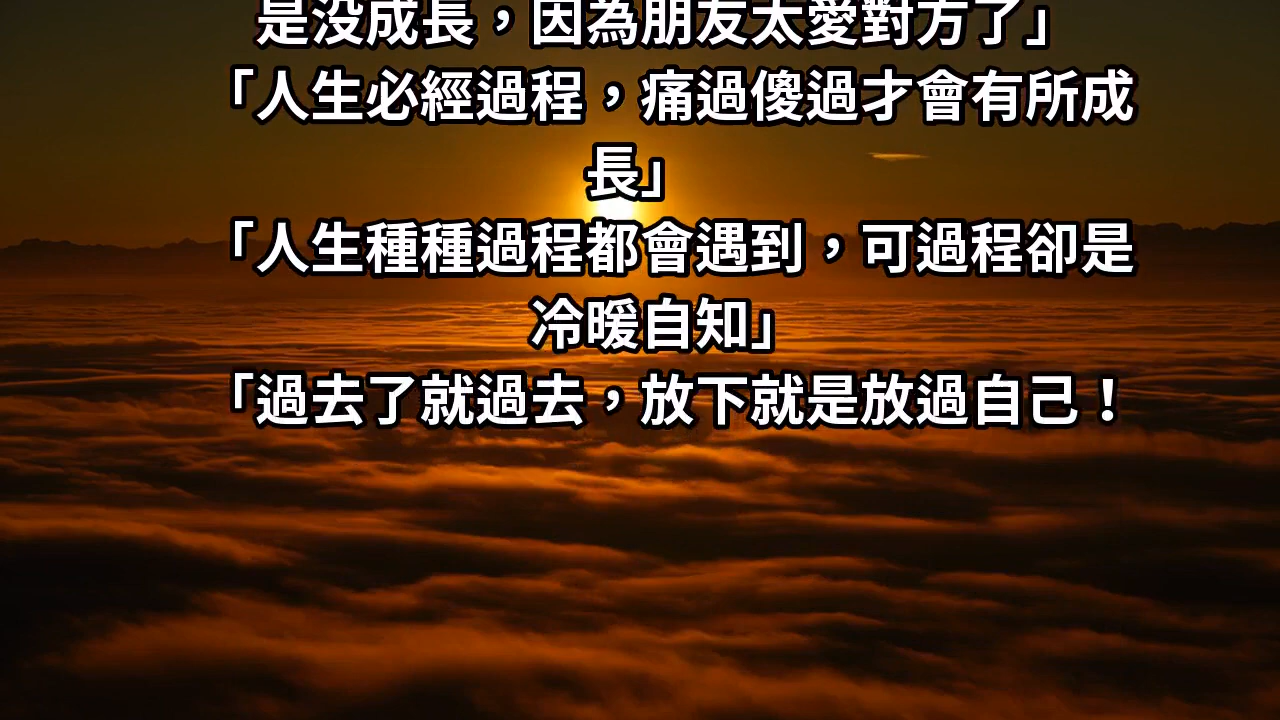 是没成長，因為朋友太愛對方了」
「人生必經過程，痛過傻過才會有所成
長」
「人生種種過程都會遇到，可過程卻是
冷暖自知」
「過去了就過去，放下就是放過自己！